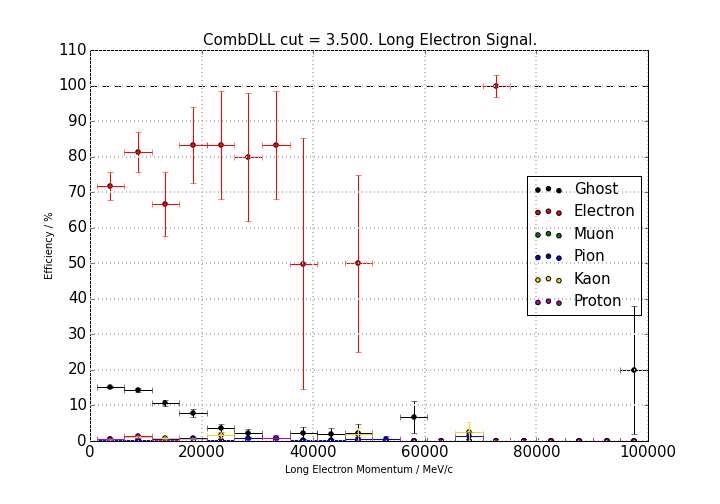 CombDLL cut = 3.500. Long Electron Signal.
110
100
90
80
70
60
50
40
30
20
10
0
Efficiency / %
Ghost
Electron
Muon
Pion
Kaon
Proton
0 20000 40000 60000 80000 100000
Long Electron Momentum / MeV/c